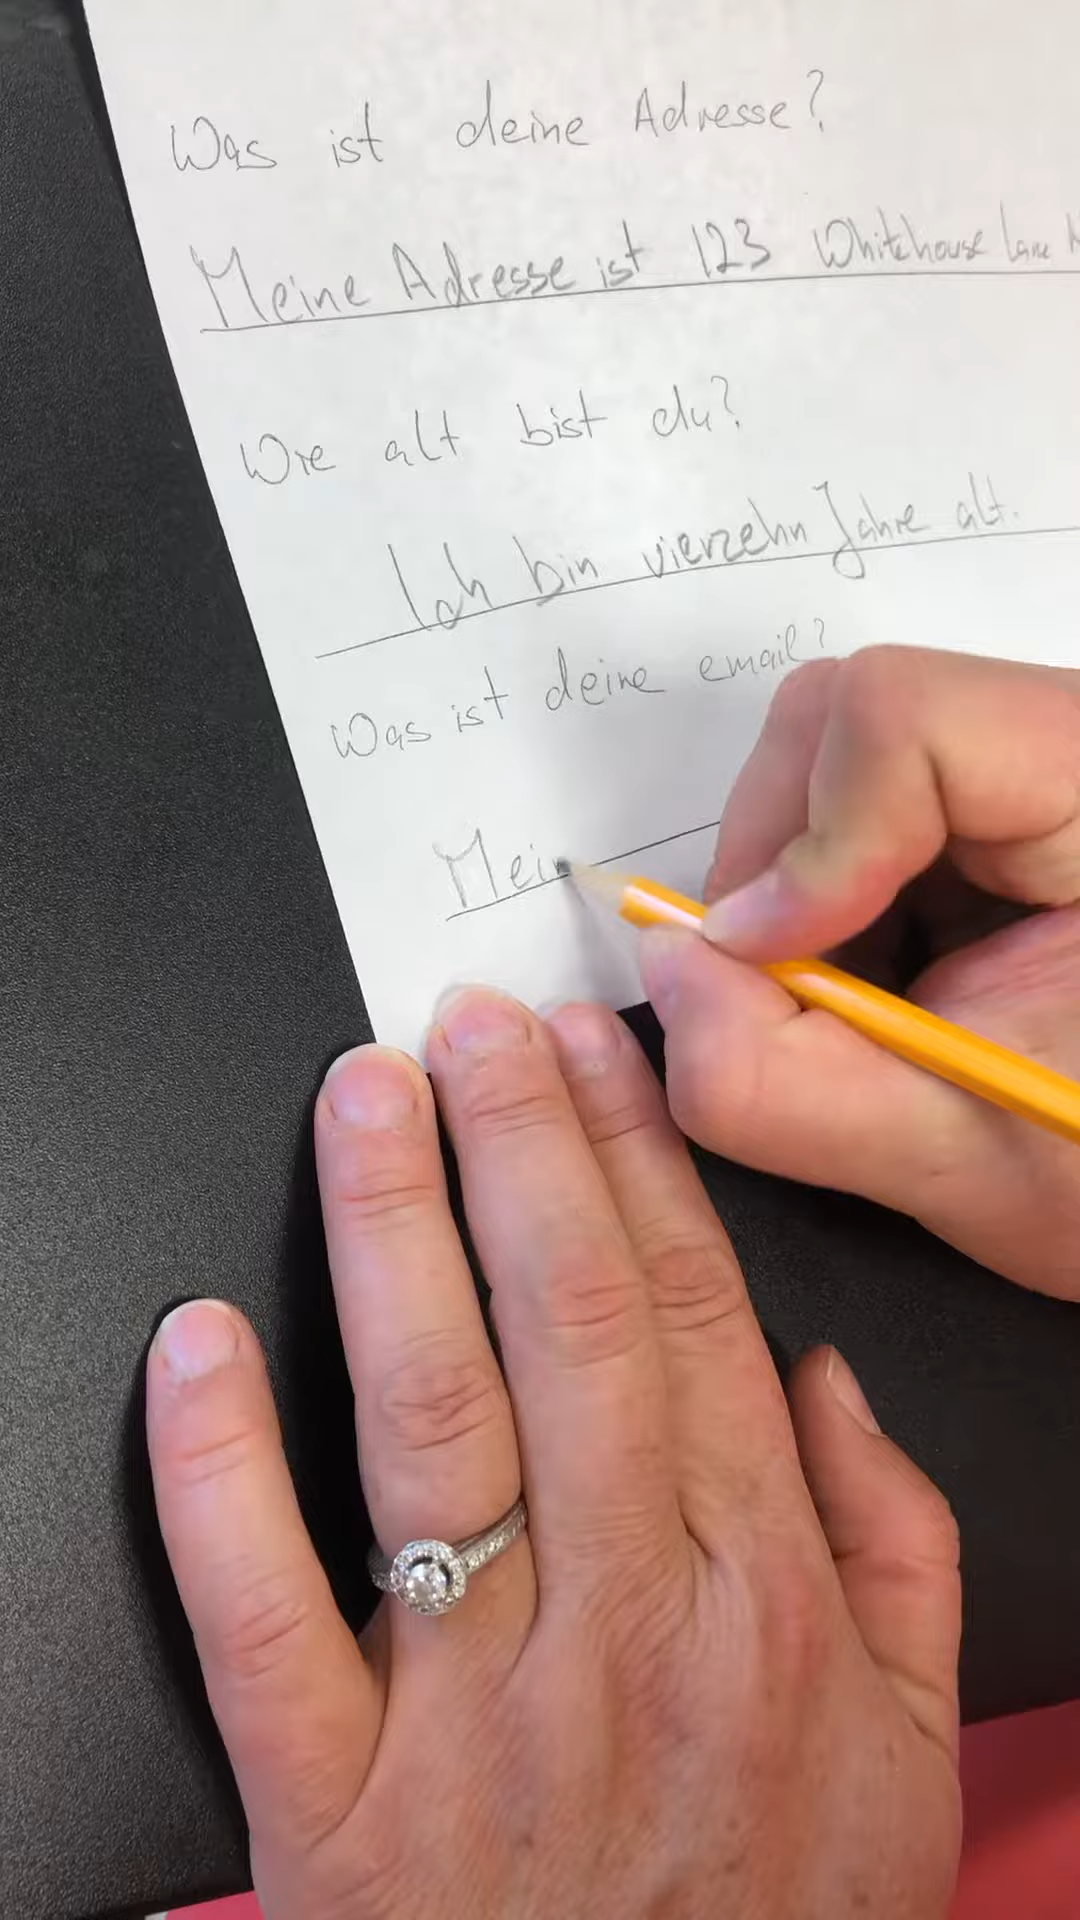 Was ist deine Adresse?
Meine Adresse ist 123 Whitehouse lane
Wie alt bist du?
Ich bin vierzehn Jahre alt.
Was ist deine email?
Mein